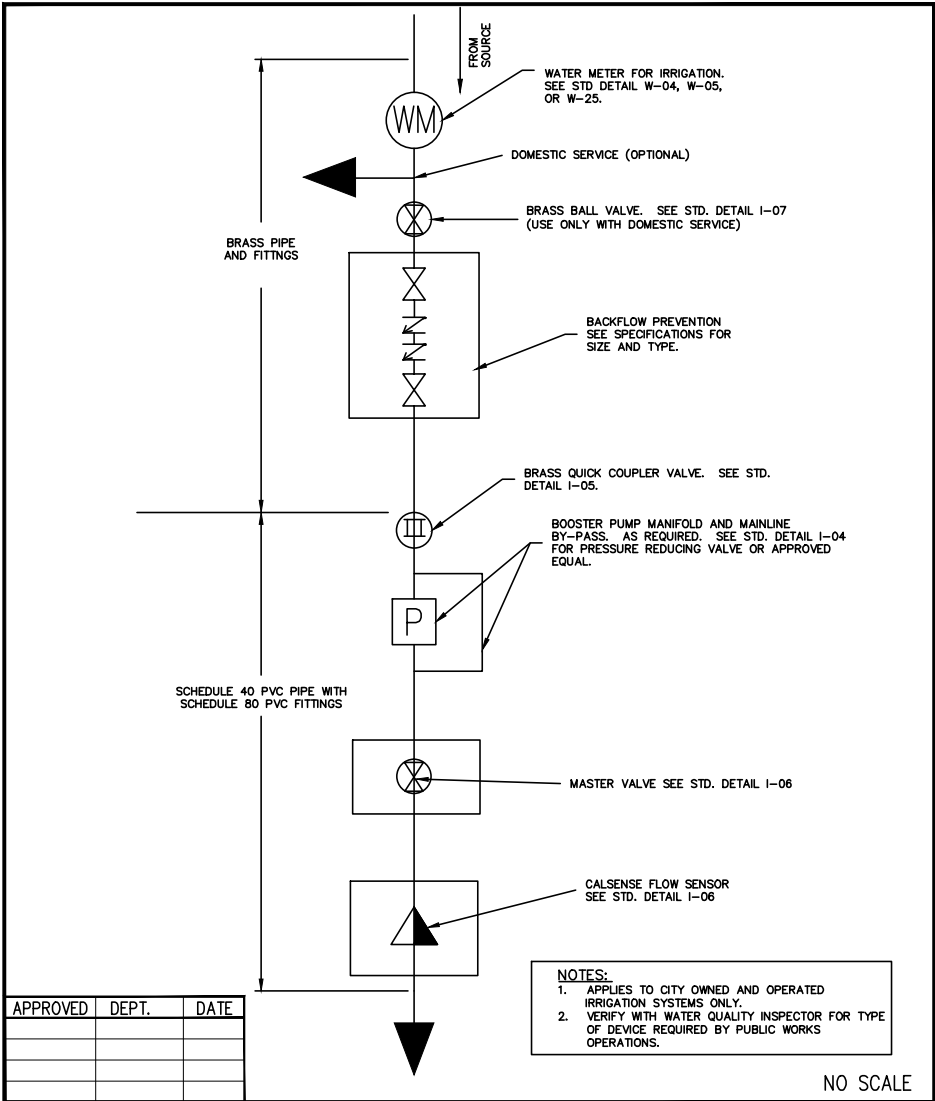 FROM
SOURCE
WATER METER FOR IRRIGATION.
SEE STD DETAIL W-04, W-05,
OR W-25.
WM
DOMESTIC SERVICE (OPTIONAL)
BRASS BALL VALVE. SEE STD. DETAIL I-07
(USE ONLY WITH DOMESTIC SERVICE)
BRASS PIPE
AND FITTNGS
BACKFLOW PREVENTION
SEE SPECIFICATIONS FOR
SIZE AND TYPE.
BRASS QUICK COUPLER VALVE. SEE STD.
DETAIL I-05.
BOOSTER PUMP MANIFOLD AND MAINLINE
BY-PASS. AS REQUIRED. SEE STD. DETAIL I-04
FOR PRESSURE REDUCING VALVE OR APPROVED
EQUAL.
P
SCHEDULE 40 PVC PIPE WITH
SCHEDULE 80 PVC FITTINGS
MASTER VALVE SEE STD. DETAIL I-06
CALSENSE FLOW SENSOR
SEE STD. DETAIL I-06
NOTES:
1. APPLIES TO CITY OWNED AND OPERATED
IRRIGATION SYSTEMS ONLY.
2. VERIFY WITH WATER QUALITY INSPECTOR FOR TYPE
OF DEVICE REQUIRED BY PUBLIC WORKS
OPERATIONS.
APPROVED DEPT. DATE
NO SCALE